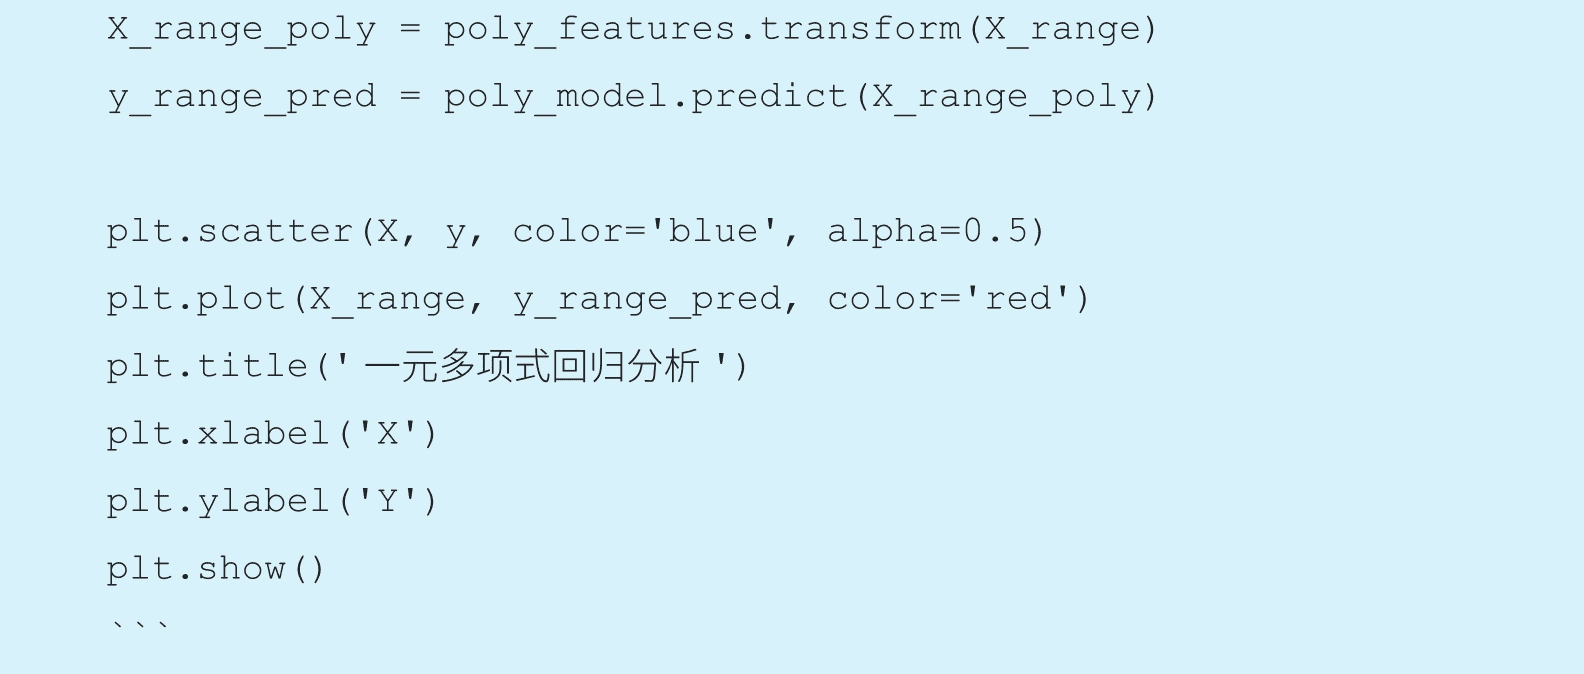 X_range_poly = poly_features.transform(X_range)
y_range_pred = poly_model.predict(X_range_poly)
plt.scatter(X, y, color='blue', alpha=0.5)
plt.plot(X_range, y_range_pred, color='red')
plt.title(' 一元多项式回归分析 ')
plt.xlabel('X')
plt.ylabel('Y')
plt.show()
```